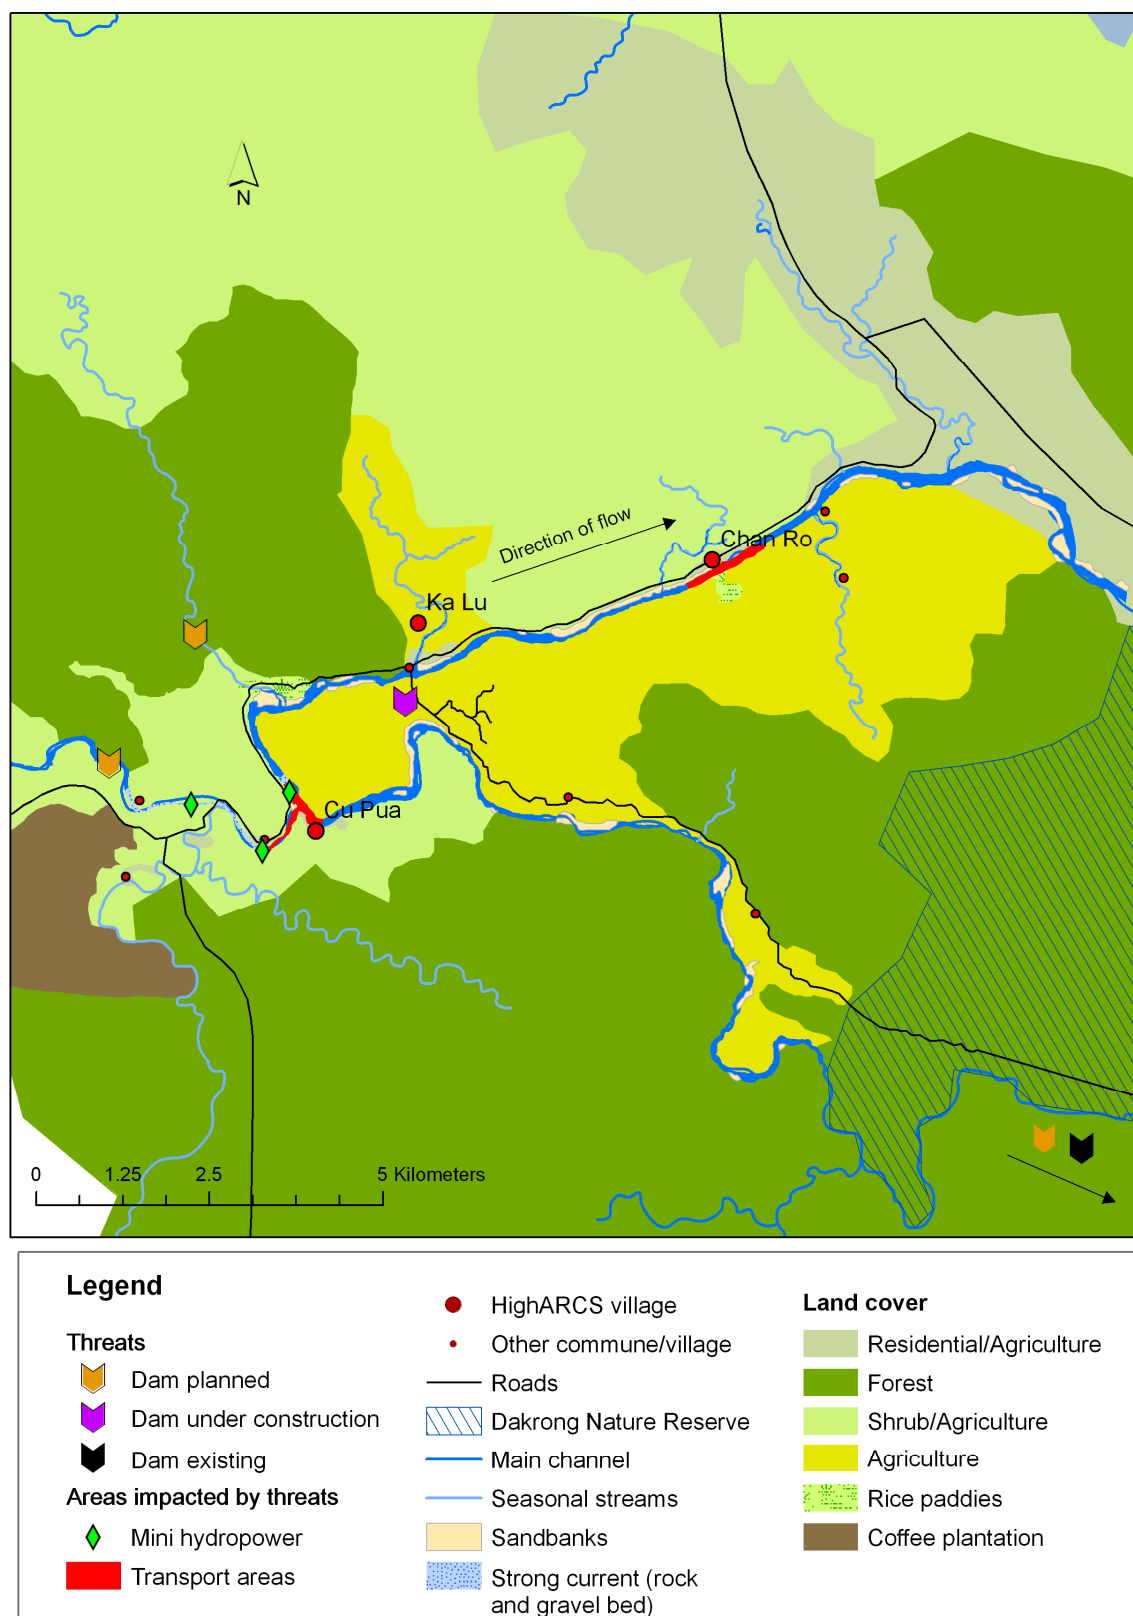 N
Direction of flow
Chan Ro
Ka Lu
Cu Pua
0 1.25 2.5 5 Kilometers
Legend
Threats
Dam planned
Dam under construction
Dam existing
Areas impacted by threats
Mini hydropower
Transport areas
HighARCS village
Other commune/village
Roads
Dakrong Nature Reserve
Main channel
Seasonal streams
Sandbanks
Strong current (rock
and gravel bed)
Land cover
Residential/Agriculture
Forest
Shrub/Agriculture
Agriculture
Rice paddies
Coffee plantation